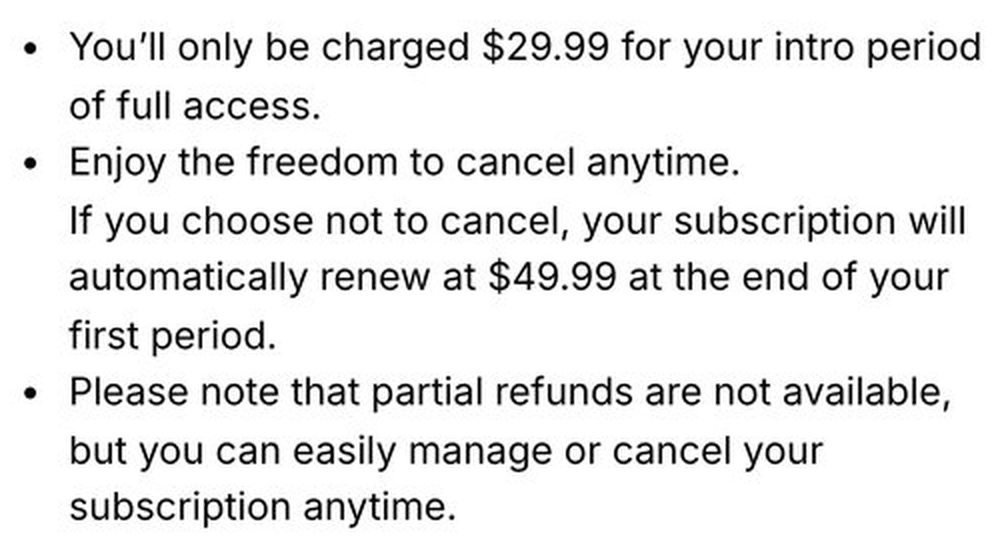 • You’ll only be charged $29.99 for your intro period
of full access.
• Enjoy the freedom to cancel anytime.
If you choose not to cancel, your subscription will
automatically renew at $49.99 at the end of your
first period.
• Please note that partial refunds are not available,
but you can easily manage or cancel your
subscription anytime.